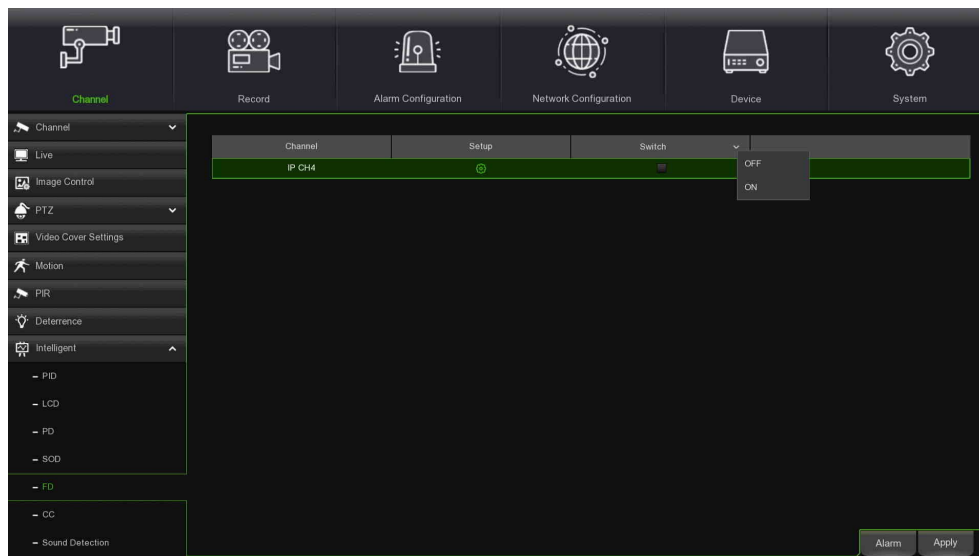 Channel Record Alarm Configuration Network Configuration Device System
Channel
Live
Image Control
PTZ
Video Cover Settings
Motion
PIR
Deterrence
Intelligent
– PID
– LCD
– PD
– SOD
– FD
– CC
– Sound Detection
Channel Setup Switch
IP CH4
OFF
ON
Alarm Apply